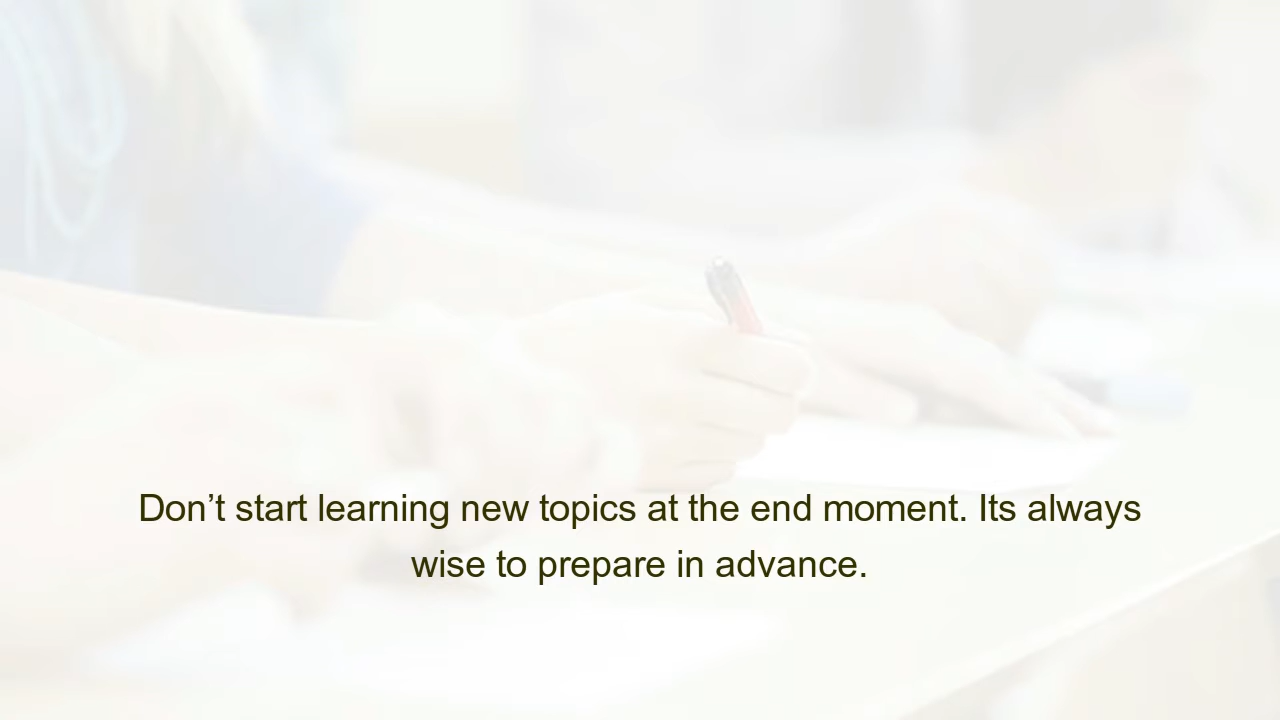 Don’t start learning new topics at the end moment. Its always
wise to prepare in advance.